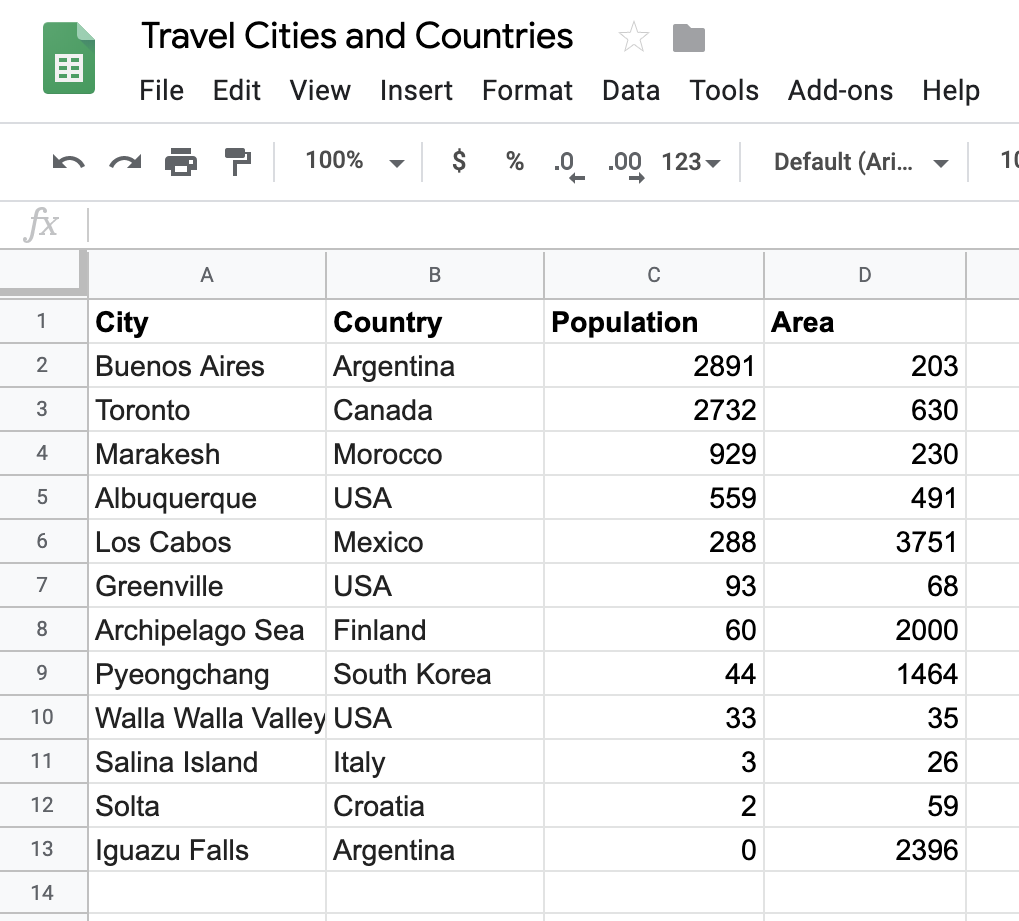 Travel Cities and Countries
File Edit View Insert Format Data Tools Add-ons Help
100% $ % .0 .00 123 Default (Ari... 10
fx
A B C D
1 City Country Population Area
2 Buenos Aires Argentina 2891 203
3 Toronto Canada 2732 630
4 Marakesh Morocco 929 230
5 Albuquerque USA 559 491
6 Los Cabos Mexico 288 3751
7 Greenville USA 93 68
8 Archipelago Sea Finland 60 2000
9 Pyeongchang South Korea 44 1464
10 Walla Walla Valley USA 33 35
11 Salina Island Italy 3 26
12 Solta Croatia 2 59
13 Iguazu Falls Argentina 0 2396
14